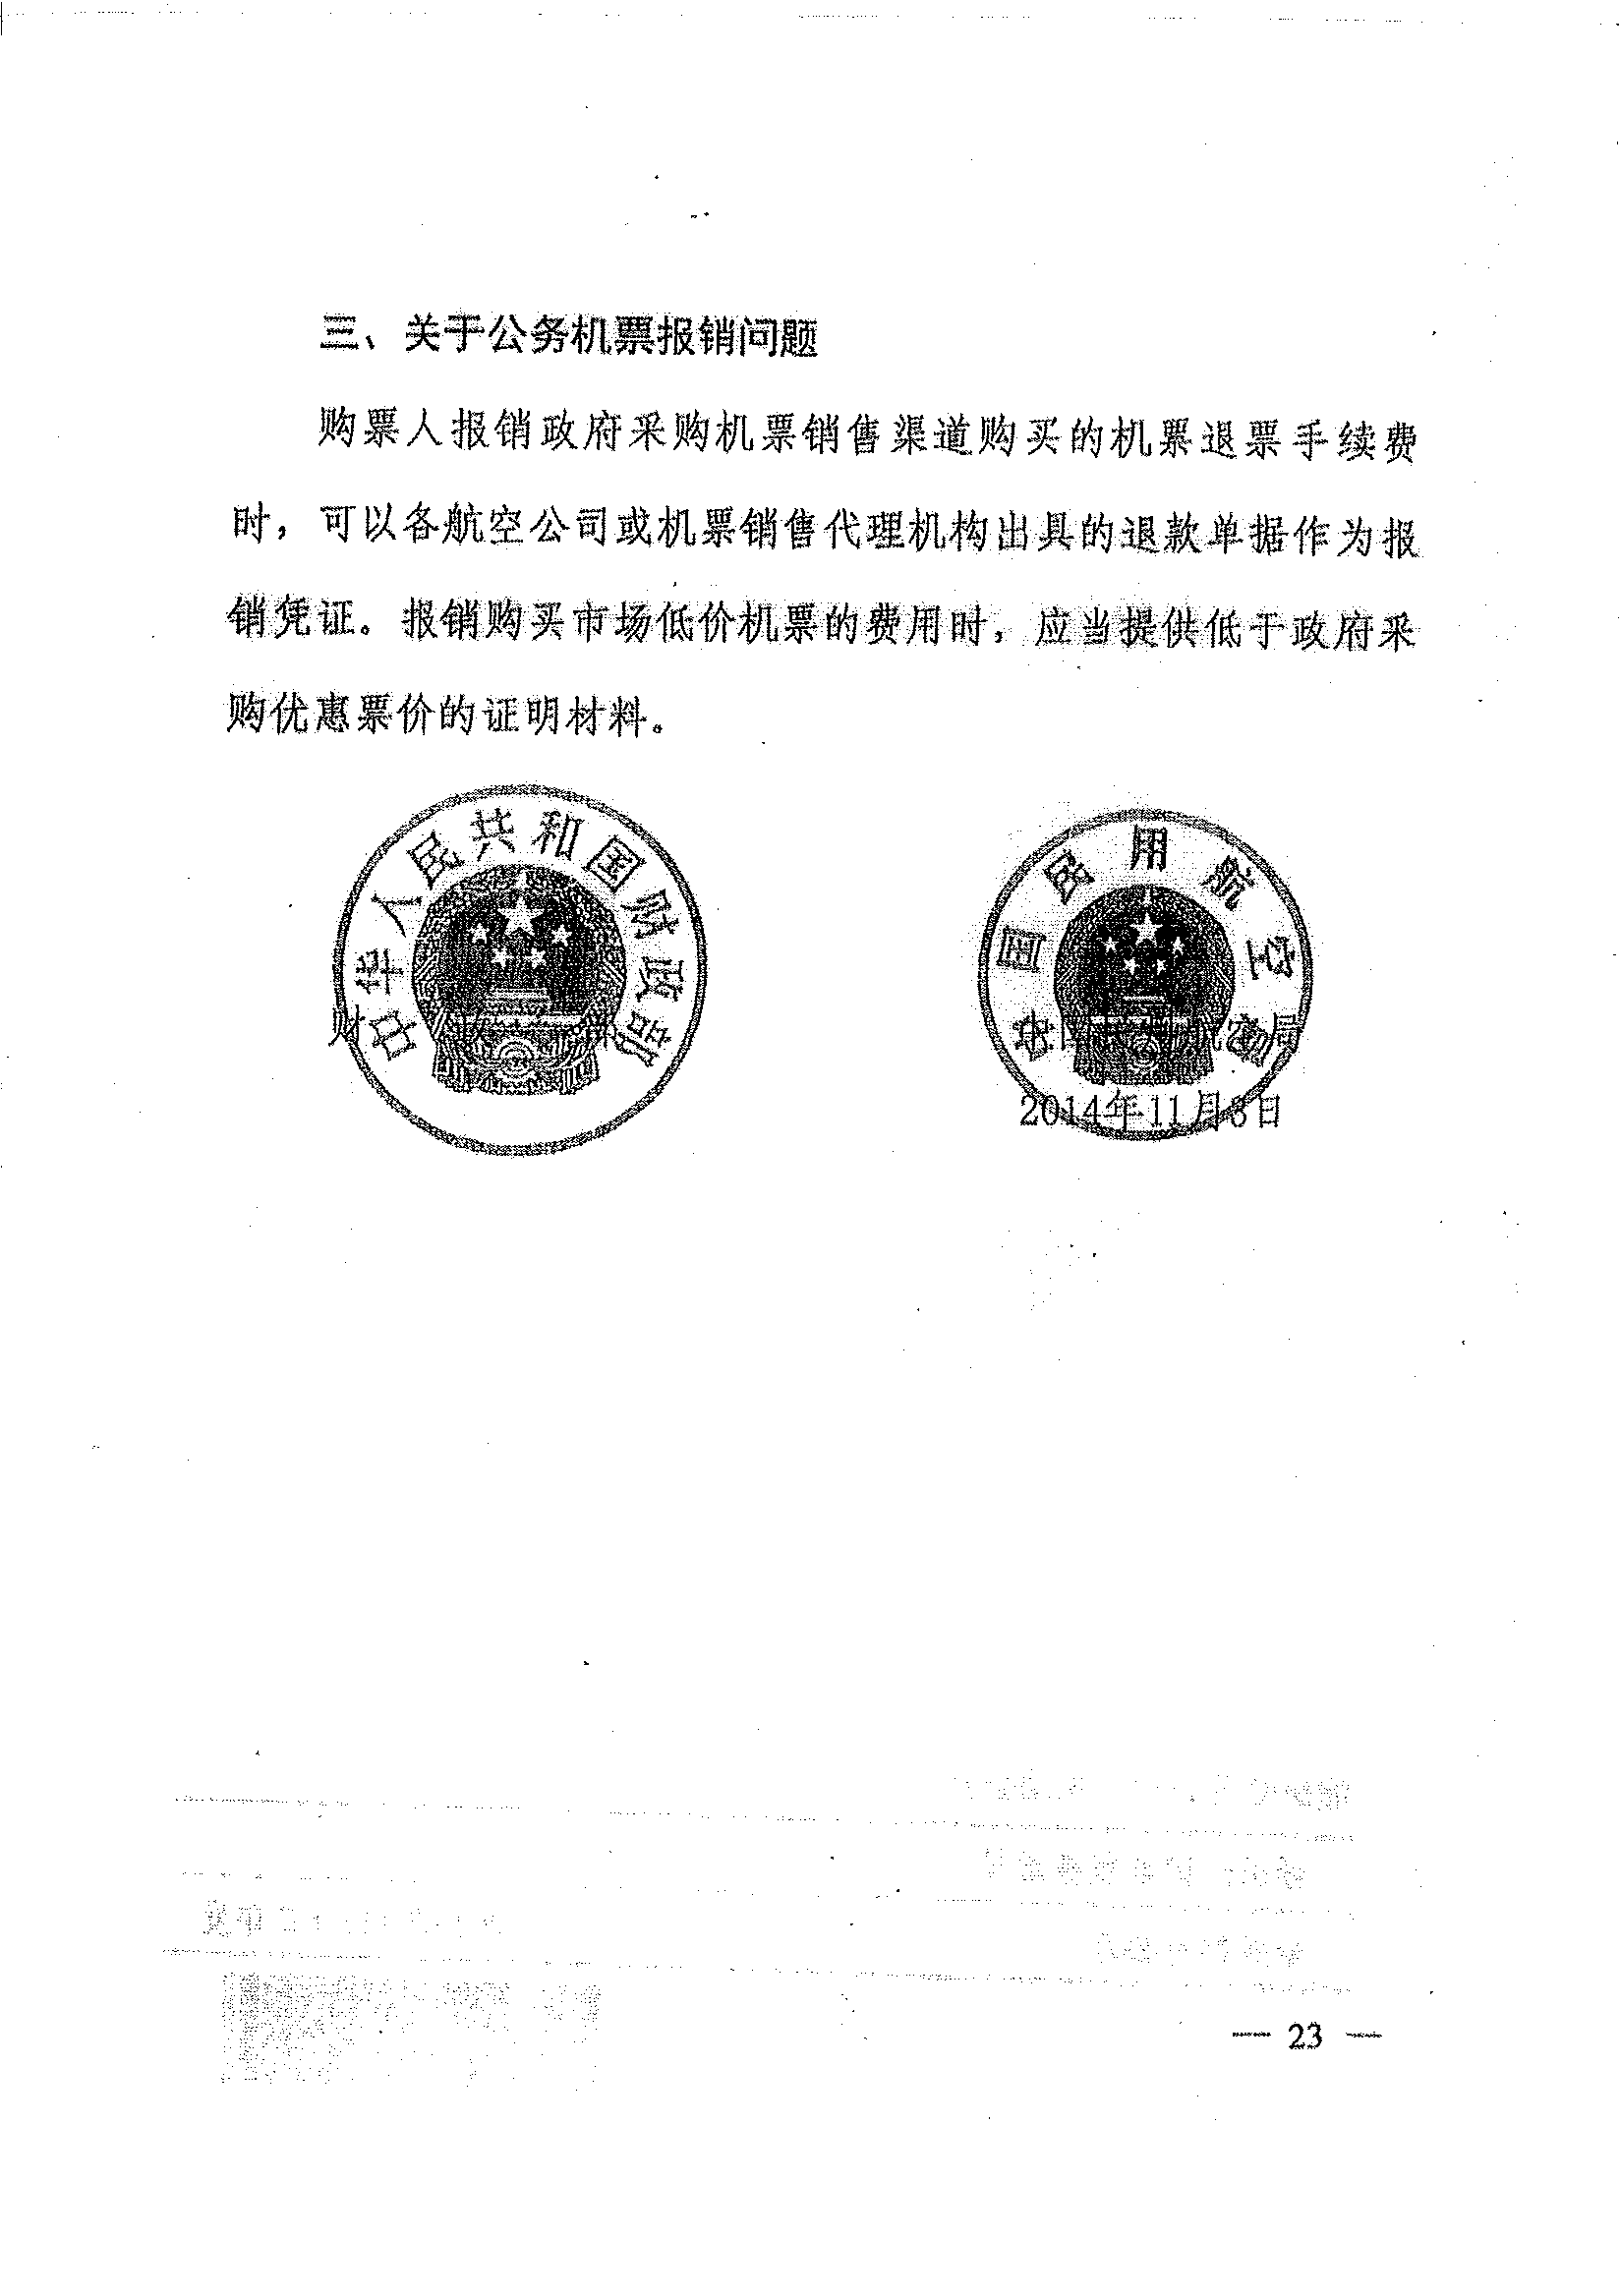 三、关于公务机票报销问题
购票人报销政府采购机票销售渠道购买的机票退票手续费
时，可以各航空公司或机票销售代理机构出具的退款单据作为报
销凭证。报销购买市场低价机票的费用时，应当提供低于政府采
购优惠票价的证明材料。
中华人民共和国财政部
国民用航空
财
局
2014年11月3日
— 23 —